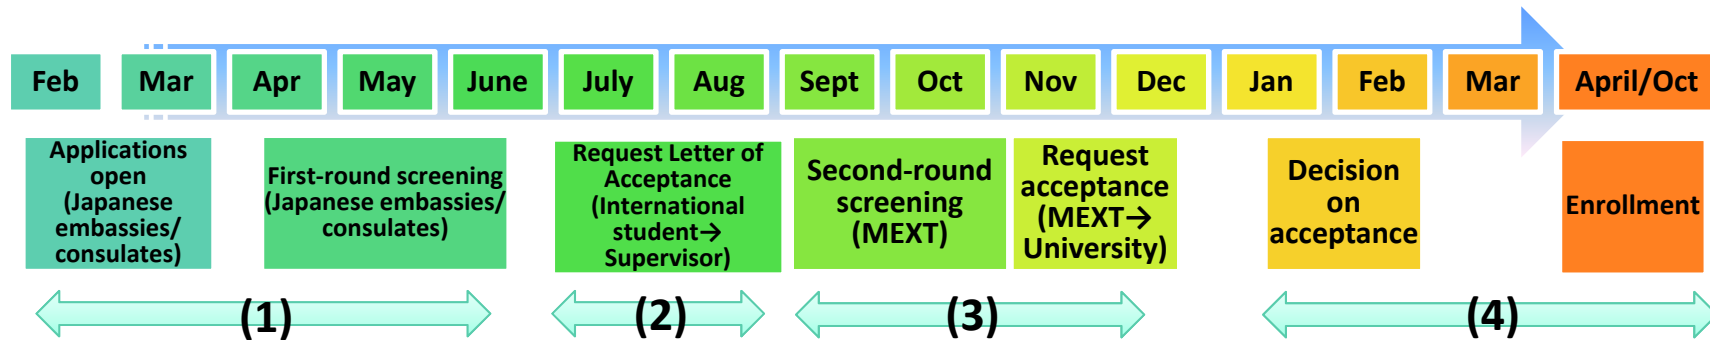 Feb Mar Apr May June July Aug Sept Oct Nov Dec Jan Feb Mar April/Oct
Applications
open
(Japanese
embassies/
consulates)
First-round screening
(Japanese embassies/
consulates)
Request Letter of
Acceptance
(International
student→
Supervisor)
Second-round
screening
(MEXT)
Request
acceptance
(MEXT→
University)
Decision
on
acceptance
Enrollment
(1) (2) (3) (4)